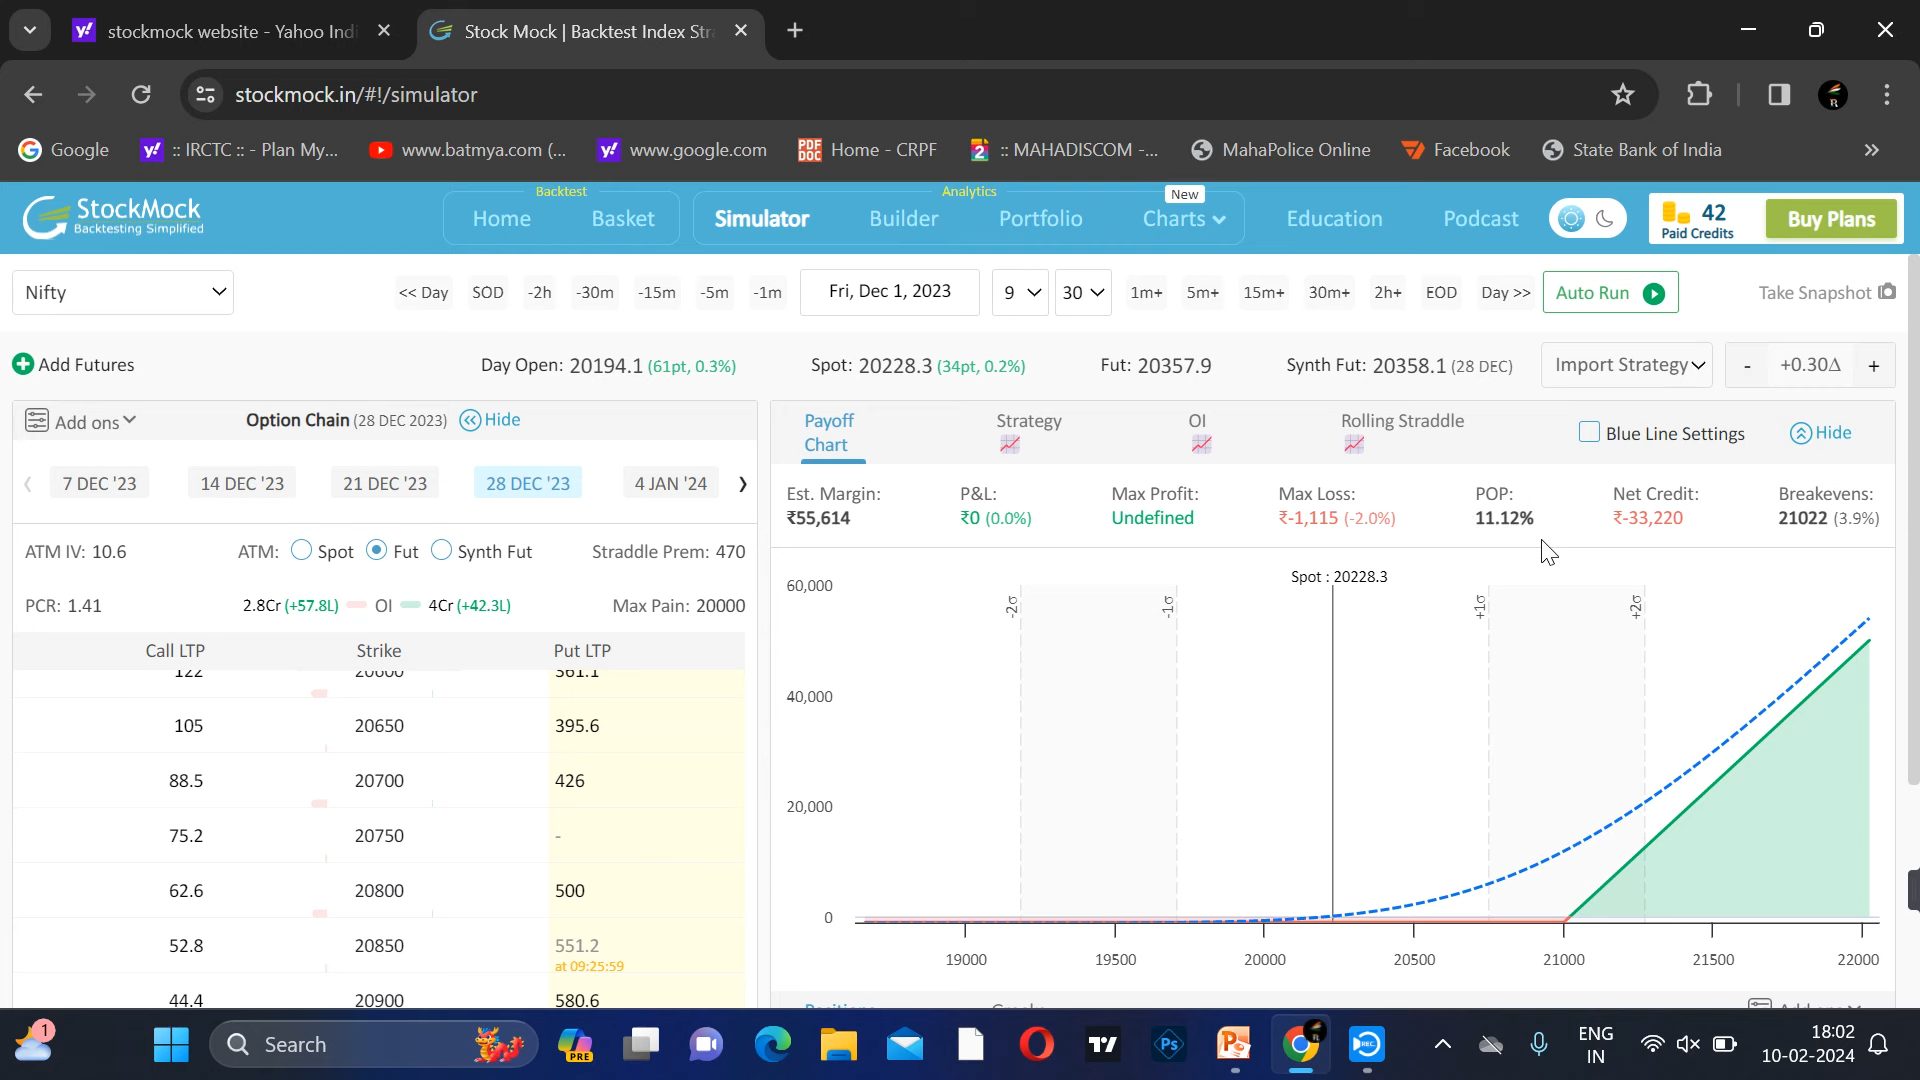 stockmock website - Yahoo Indi
Stock Mock | Backtest Index Stra
stockmock.in/#!/simulator
Google
:: IRCTC :: - Plan My...
www.batmya.com (...
www.google.com
Home - CRPF
:: MAHADISCOM -...
MahaPolice Online
Facebook
State Bank of India
StockMock
Backtesting Simplified
Backtest
Home
Basket
Analytics
Simulator
Builder
Portfolio
New
Charts
Education
Podcast
42
Paid Credits
Buy Plans
Nifty
<< Day
SOD
-2h
-30m
-15m
-5m
-1m
Fri, Dec 1, 2023
9
30
1m+
5m+
15m+
30m+
2h+
EOD
Day >>
Auto Run
Take Snapshot
Add Futures
Day Open: 20194.1 (61pt, 0.3%)
Spot: 20228.3 (34pt, 0.2%)
Fut: 20357.9
Synth Fut: 20358.1 (28 DEC)
Import Strategy
- +0.30Δ +
Add ons
Option Chain (28 DEC 2023)
Hide
7 DEC '23
14 DEC '23
21 DEC '23
28 DEC '23
4 JAN '24
ATM IV: 10.6
ATM: Spot Fut Synth Fut
Straddle Prem: 470
PCR: 1.41
2.8Cr (+57.8L) OI 4Cr (+42.3L)
Max Pain: 20000
Call LTP Strike Put LTP
122 20600 361.1
105 20650 395.6
88.5 20700 426
75.2 20750 -
62.6 20800 500
52.8 20850 551.2
at 09:25:59
44.4 20900 580.6
Payoff
Chart
Strategy
OI
Rolling Straddle
Blue Line Settings
Hide
Est. Margin:
₹55,614
P&L:
₹0 (0.0%)
Max Profit:
Undefined
Max Loss:
₹-1,115 (-2.0%)
POP:
11.12%
Net Credit:
₹-33,220
Breakevens:
21022 (3.9%)
Spot : 20228.3
-2σ
-1σ
+1σ
+2σ
60,000
40,000
20,000
0
19000 19500 20000 20500 21000 21500 22000
1
Search
PRE
Ps
REC
ENG
IN
18:02
10-02-2024